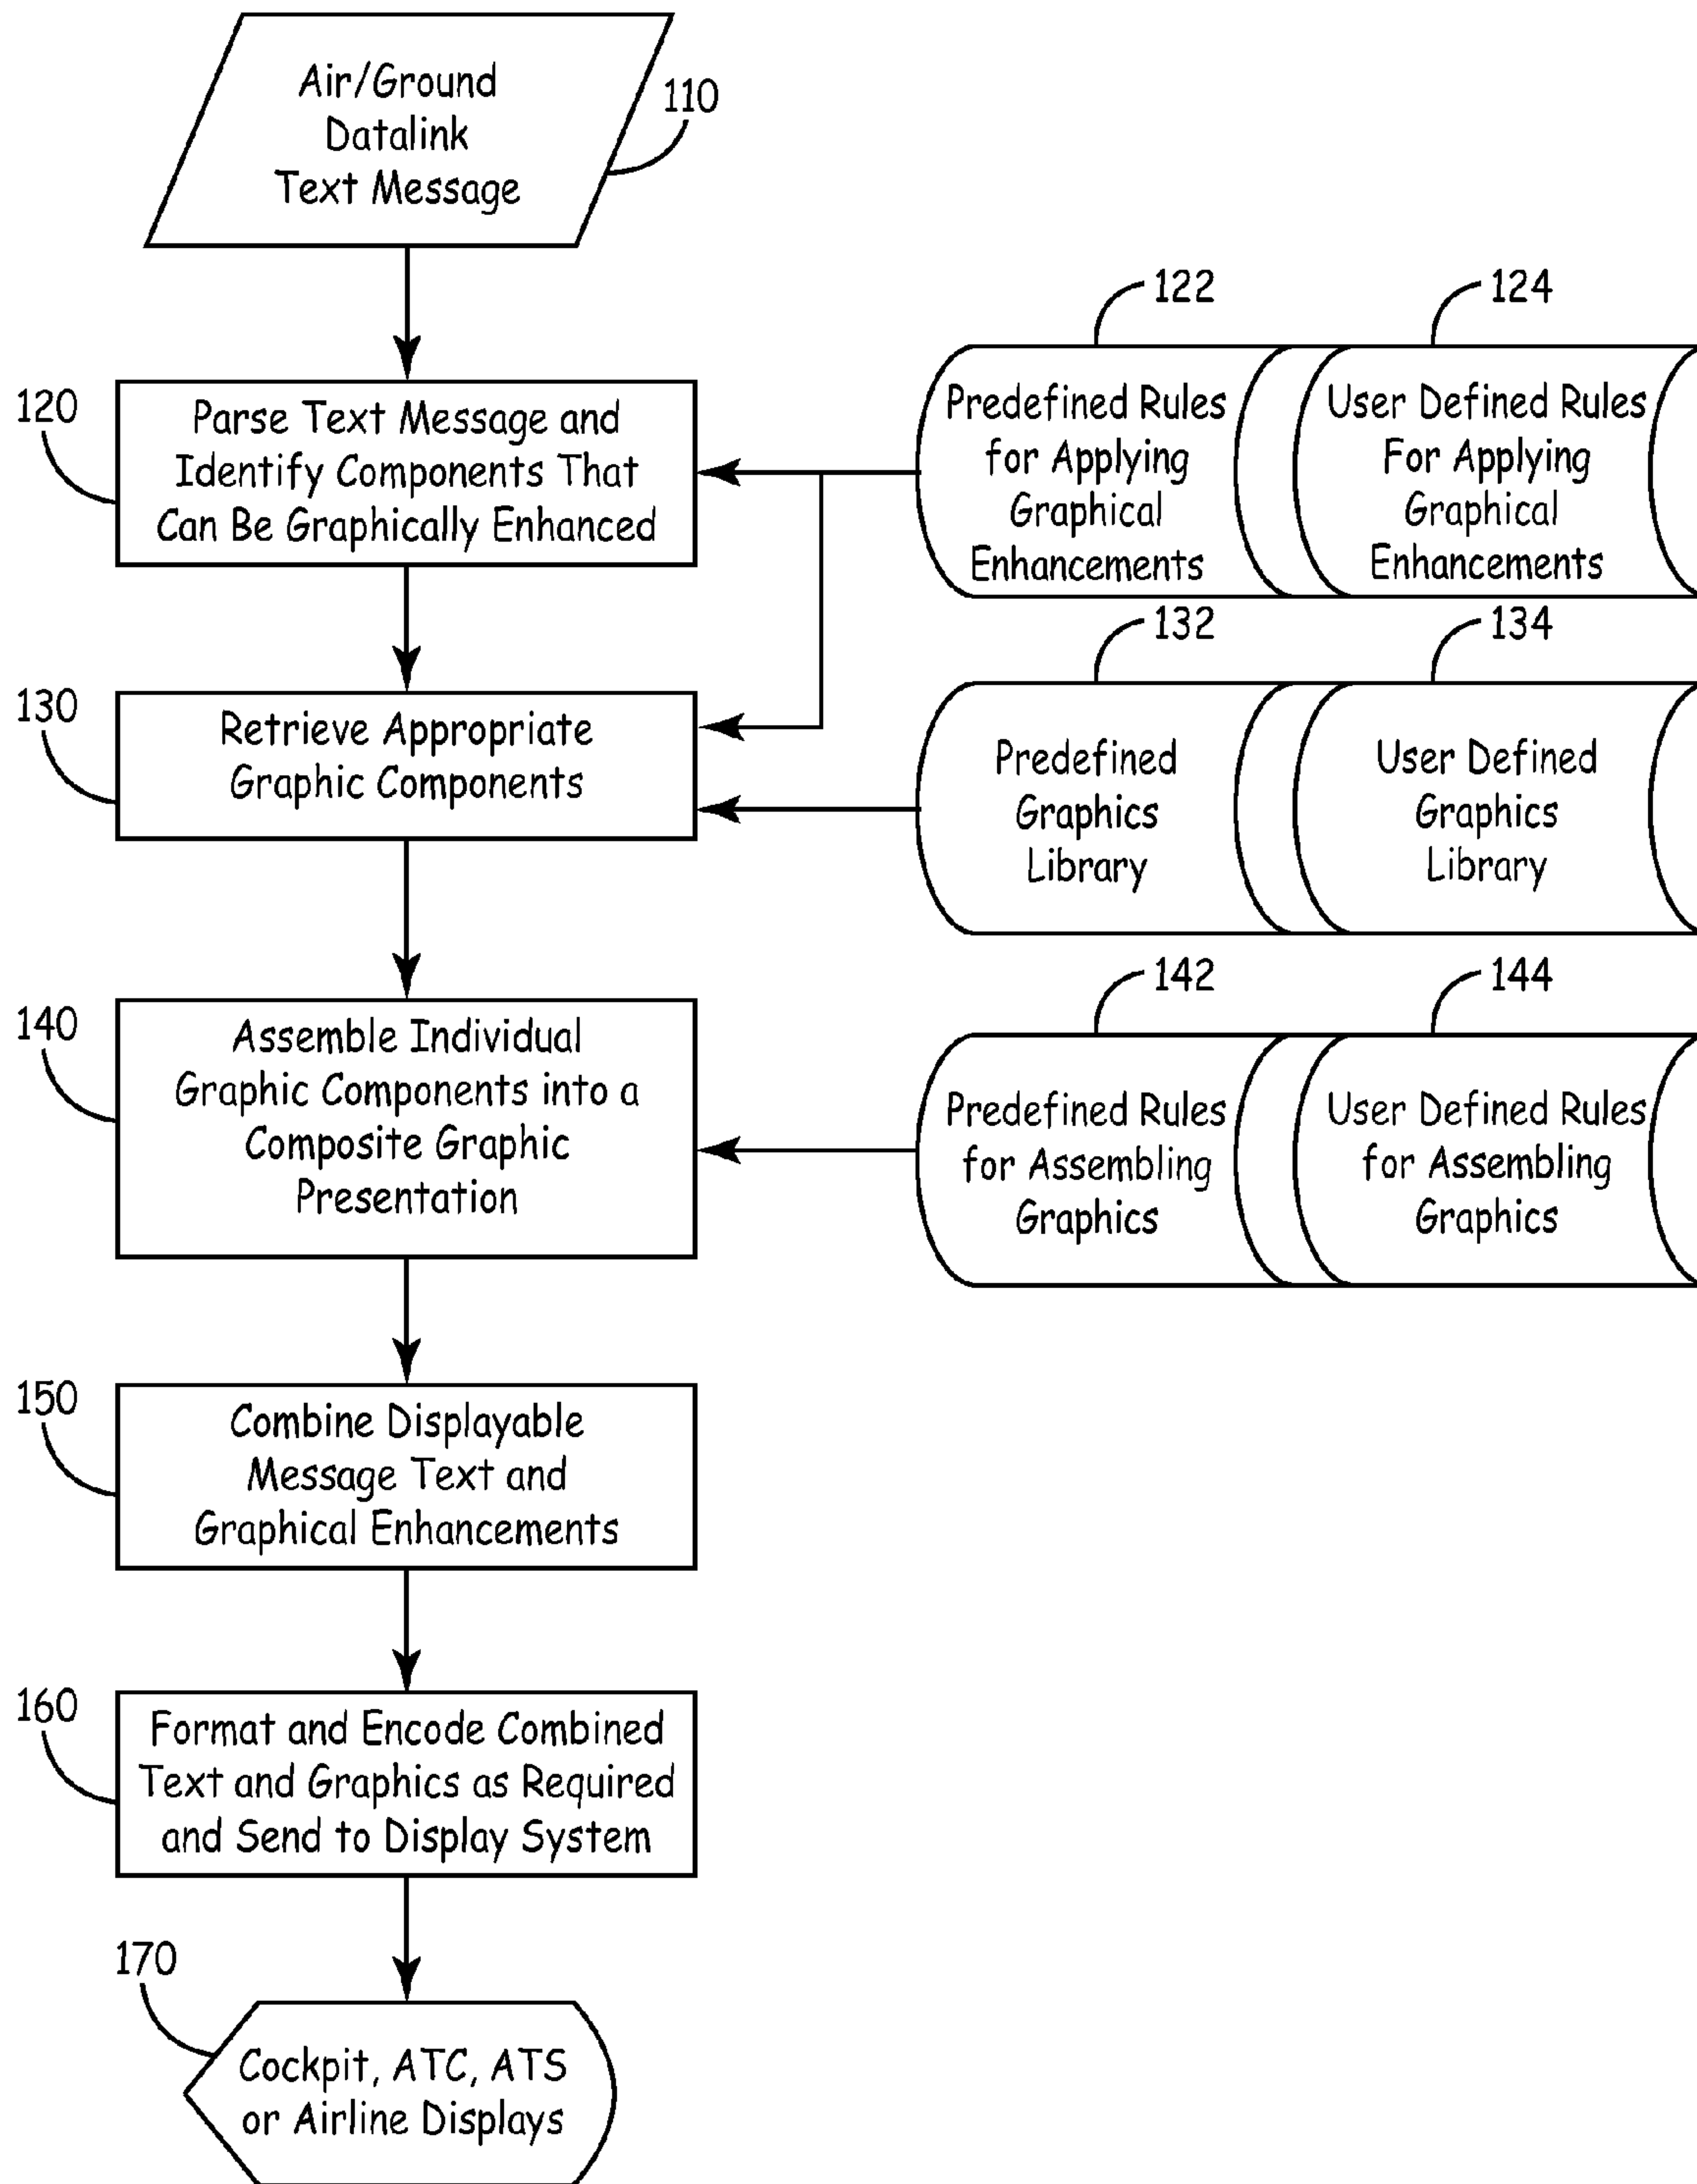 Air/Ground
Datalink
Text Message
110
122
124
120
Parse Text Message and
Identify Components That
Can Be Graphically Enhanced
Predefined Rules
for Applying
Graphical
Enhancements
User Defined Rules
For Applying
Graphical
Enhancements
132
134
130
Retrieve Appropriate
Graphic Components
Predefined
Graphics
Library
User Defined
Graphics
Library
142
144
140
Assemble Individual
Graphic Components into a
Composite Graphic
Presentation
Predefined Rules
for Assembling
Graphics
User Defined Rules
for Assembling
Graphics
150
Combine Displayable
Message Text and
Graphical Enhancements
160
Format and Encode Combined
Text and Graphics as Required
and Send to Display System
170
Cockpit, ATC, ATS
or Airline Displays